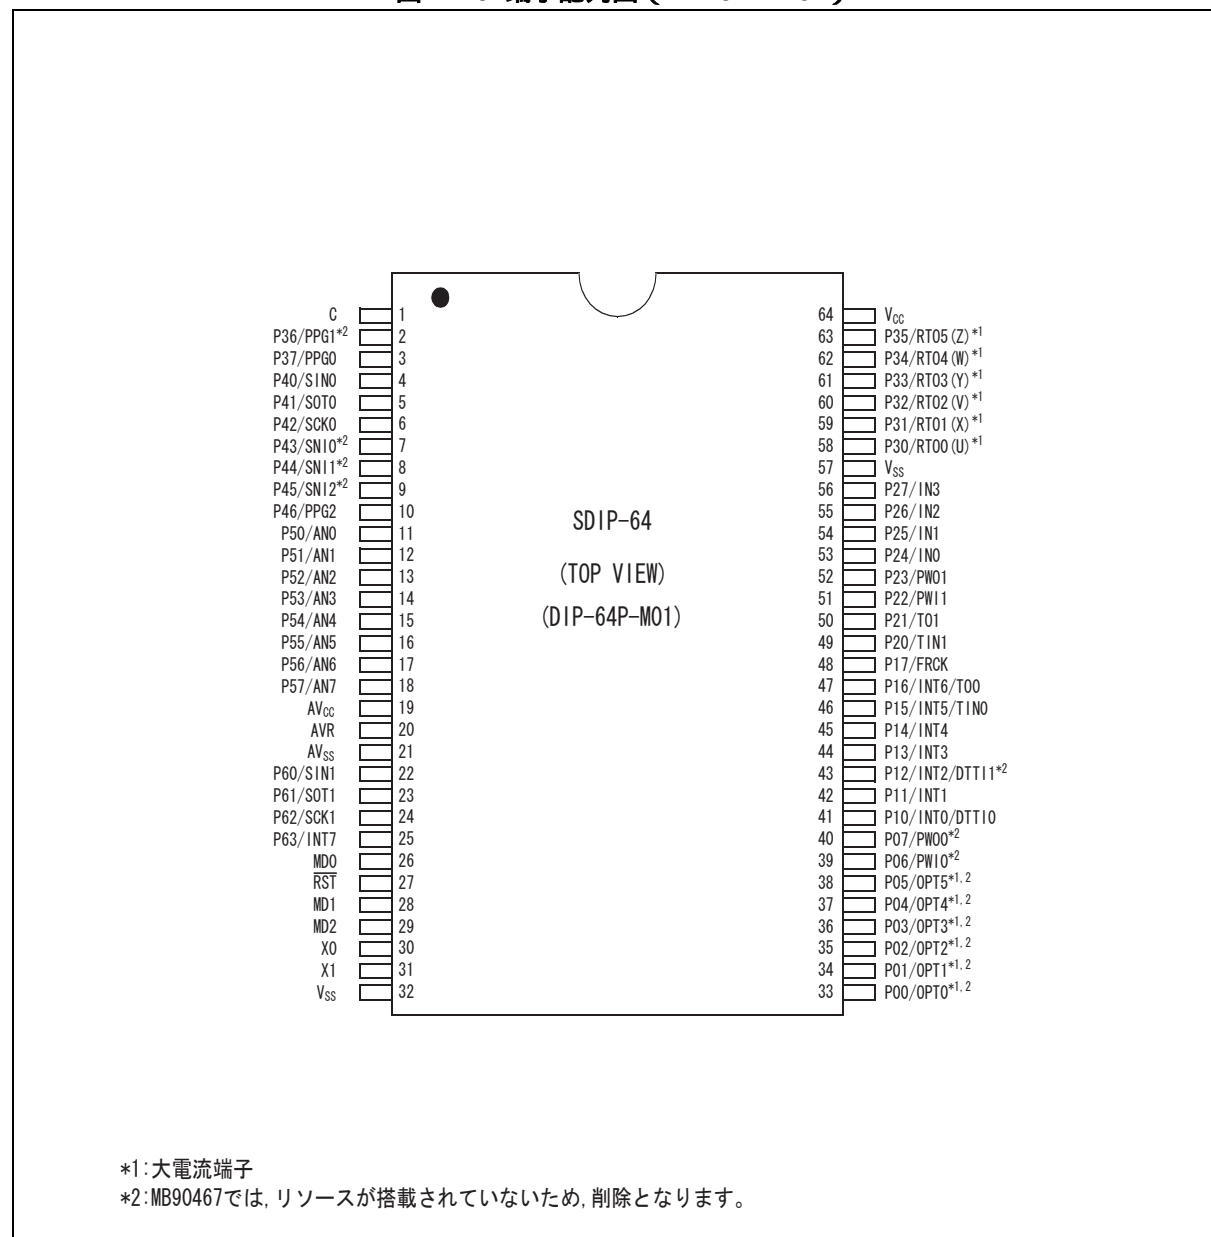 C 1
P36/PPG1*2 2
P37/PPG0 3
P40/SIN0 4
P41/SOT0 5
P42/SCK0 6
P43/SNI0*2 7
P44/SNI1*2 8
P45/SNI2*2 9
P46/PPG2 10
P50/AN0 11
P51/AN1 12
P52/AN2 13
P53/AN3 14
P54/AN4 15
P55/AN5 16
P56/AN6 17
P57/AN7 18
AVCC 19
AVR 20
AVSS 21
P60/SIN1 22
P61/SOT1 23
P62/SCK1 24
P63/INT7 25
MD0 26
RST 27
MD1 28
MD2 29
X0 30
X1 31
VSS 32
SDIP-64
(TOP VIEW)
(DIP-64P-M01)
64 VCC
63 P35/RTO5(Z)*1
62 P34/RTO4(W)*1
61 P33/RTO3(Y)*1
60 P32/RTO2(V)*1
59 P31/RTO1(X)*1
58 P30/RTO0(U)*1
57 VSS
56 P27/IN3
55 P26/IN2
54 P25/IN1
53 P24/IN0
52 P23/PWO1
51 P22/PWI1
50 P21/TO1
49 P20/TIN1
48 P17/FRCK
47 P16/INT6/TO0
46 P15/INT5/TIN0
45 P14/INT4
44 P13/INT3
43 P12/INT2/DTTI1*2
42 P11/INT1
41 P10/INT0/DTTI0
40 P07/PWO0*2
39 P06/PWI0*2
38 P05/OPT5*1,2
37 P04/OPT4*1,2
36 P03/OPT3*1,2
35 P02/OPT2*1,2
34 P01/OPT1*1,2
33 P00/OPT0*1,2
*1:大電流端子
*2:MB90467では,リソースが搭載されていないため,削除となります。